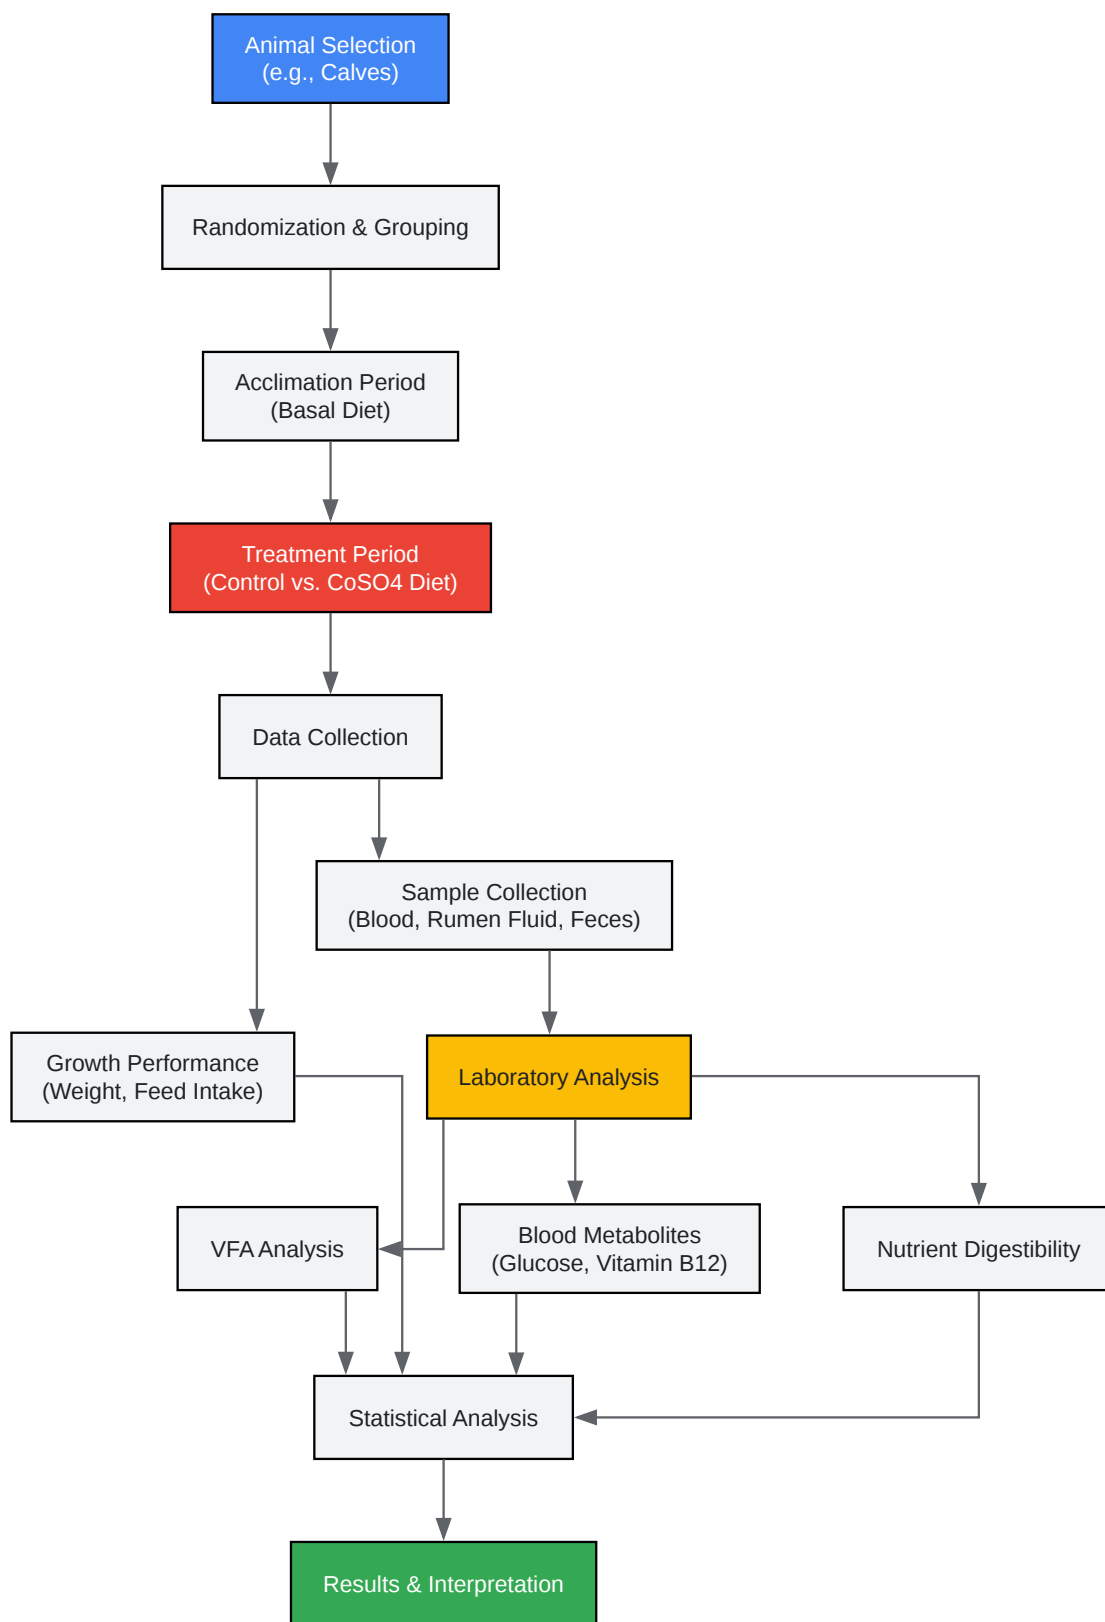 Animal Selection
(e.g., Calves)
Randomization & Grouping
Acclimation Period
(Basal Diet)
Treatment Period
(Control vs. CoSO4 Diet)
Data Collection
Sample Collection
(Blood, Rumen Fluid, Feces)
Growth Performance
(Weight, Feed Intake)
Laboratory Analysis
VFA Analysis
Blood Metabolites
(Glucose, Vitamin B12)
Nutrient Digestibility
Statistical Analysis
Results & Interpretation